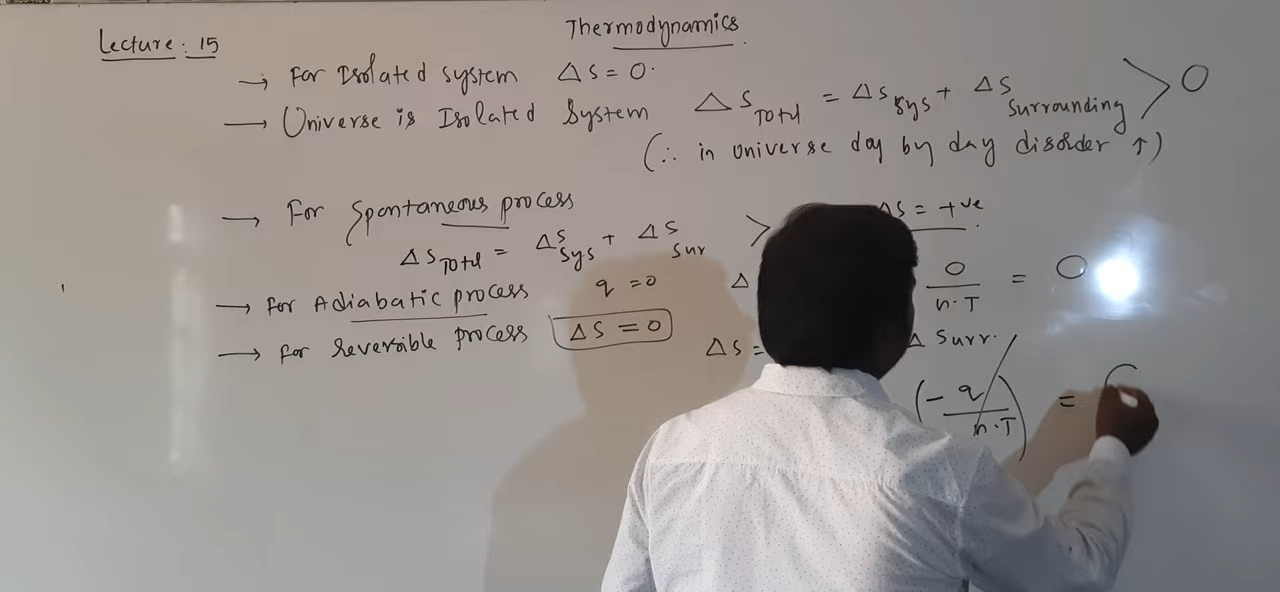 Thermodynamics.
Lecture: 15
→ For Isolated system ΔS = 0.
→ Universe is Isolated System ΔS Total = ΔS sys + ΔS Surrounding > 0
(∴ in universe day by day disorder ↑)
→ For Spontaneous process ΔS = +ve
ΔS Total = ΔS sys + ΔS sur >
→ For Adiabatic process q = 0 Δ 0/n.T = 0
→ For reversible process ΔS = 0 ΔS = Δ Surr.
(- q/n.T) =